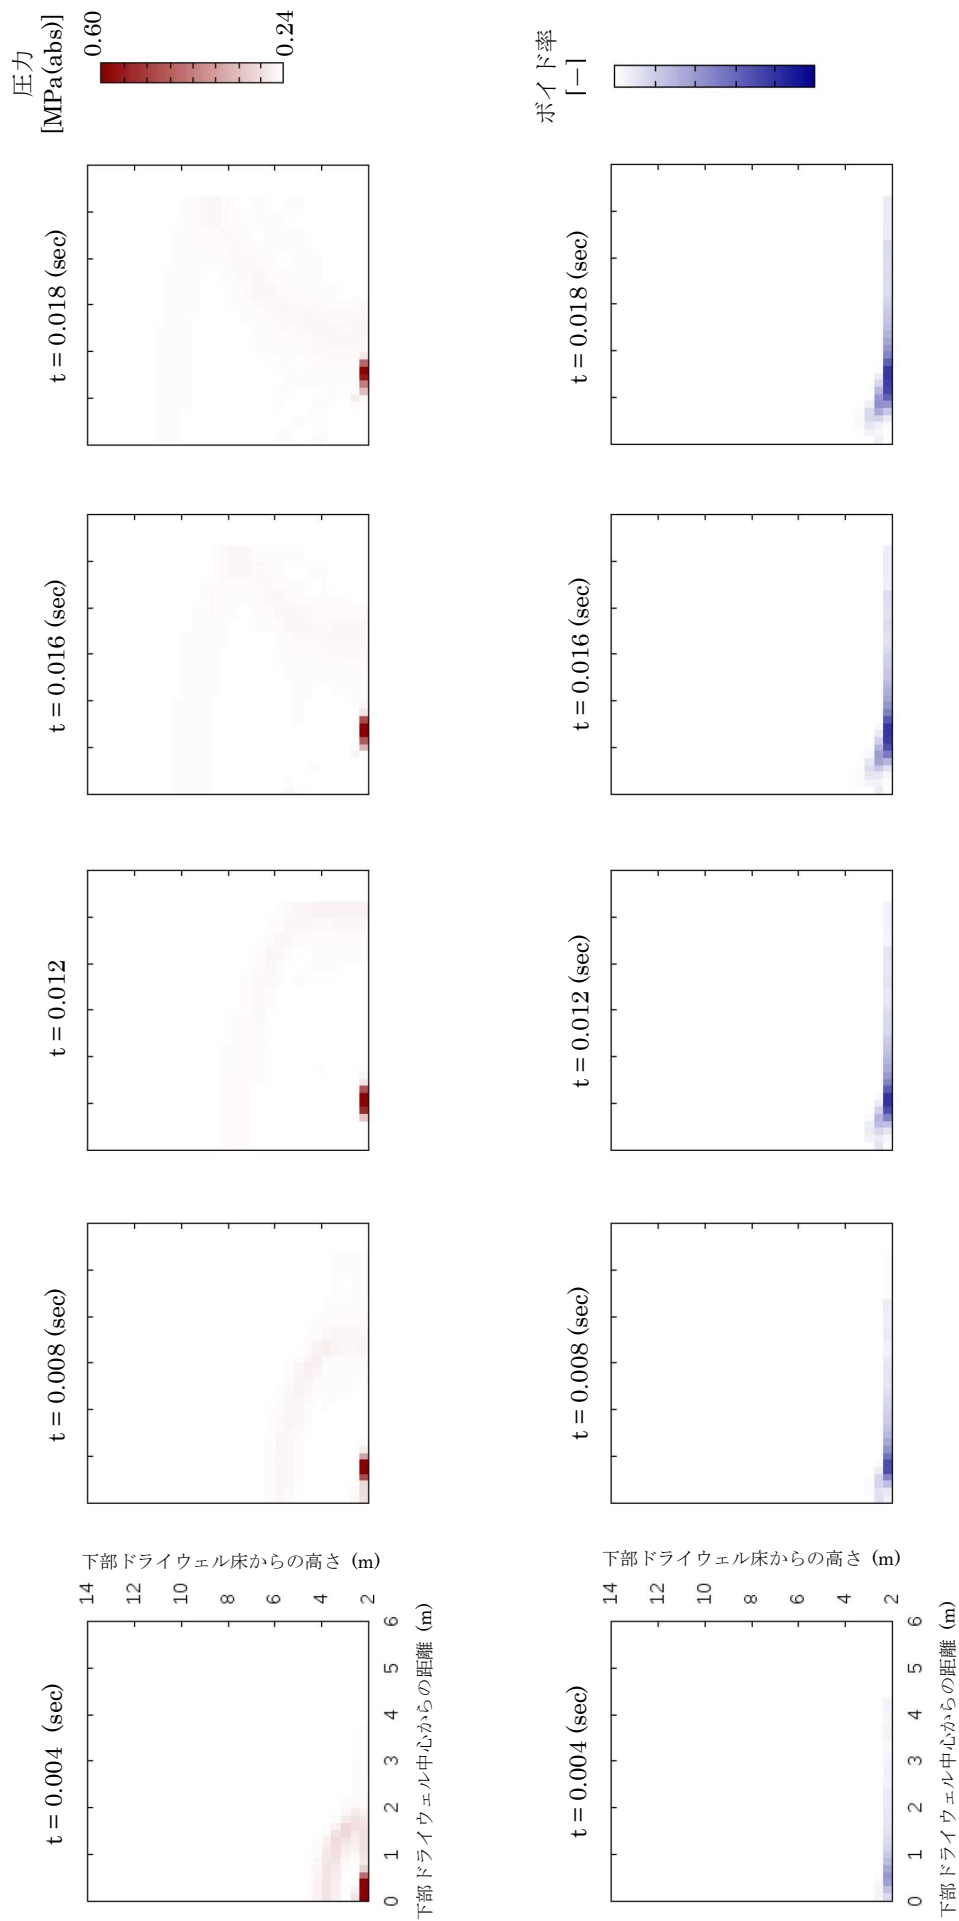 t = 0.004 (sec)
t = 0.008 (sec)
t = 0.012
t = 0.016 (sec)
t = 0.018 (sec)
圧力
[MPa(abs)]
0.60
0.24
下部ドライウェル床からの高さ (m)
14
12
10
8
6
4
2
0 1 2 3 4 5 6
下部ドライウェル中心からの距離 (m)
t = 0.004 (sec)
t = 0.008 (sec)
t = 0.012 (sec)
t = 0.016 (sec)
t = 0.018 (sec)
ボイド率
[−]
下部ドライウェル床からの高さ (m)
14
12
10
8
6
4
2
0 1 2 3 4 5 6
下部ドライウェル中心からの距離 (m)